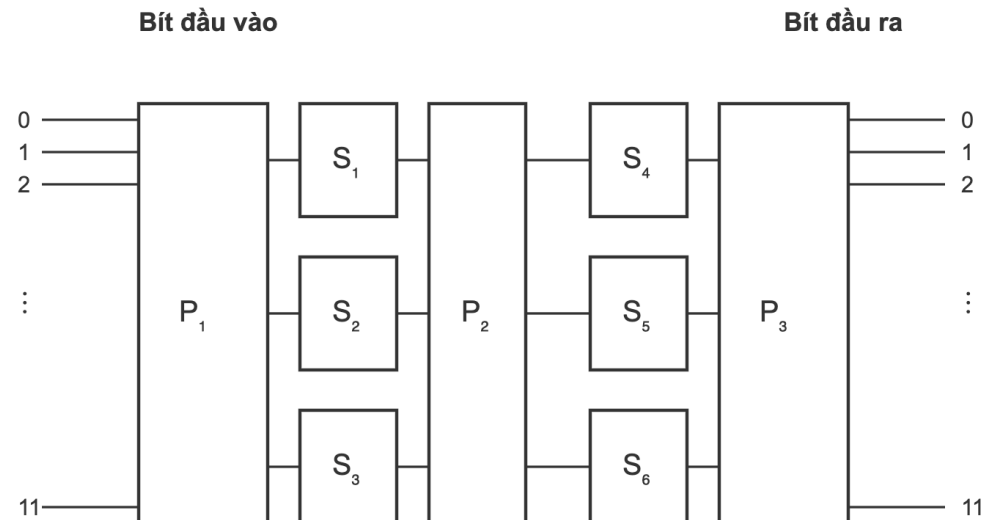 Bít đầu vào Bít đầu ra
0 0
1 S₁ S₄ 1
2 2
⋮ P₁ S₂ P₂ S₅ P₃ ⋮
S₃ S₆
11 11